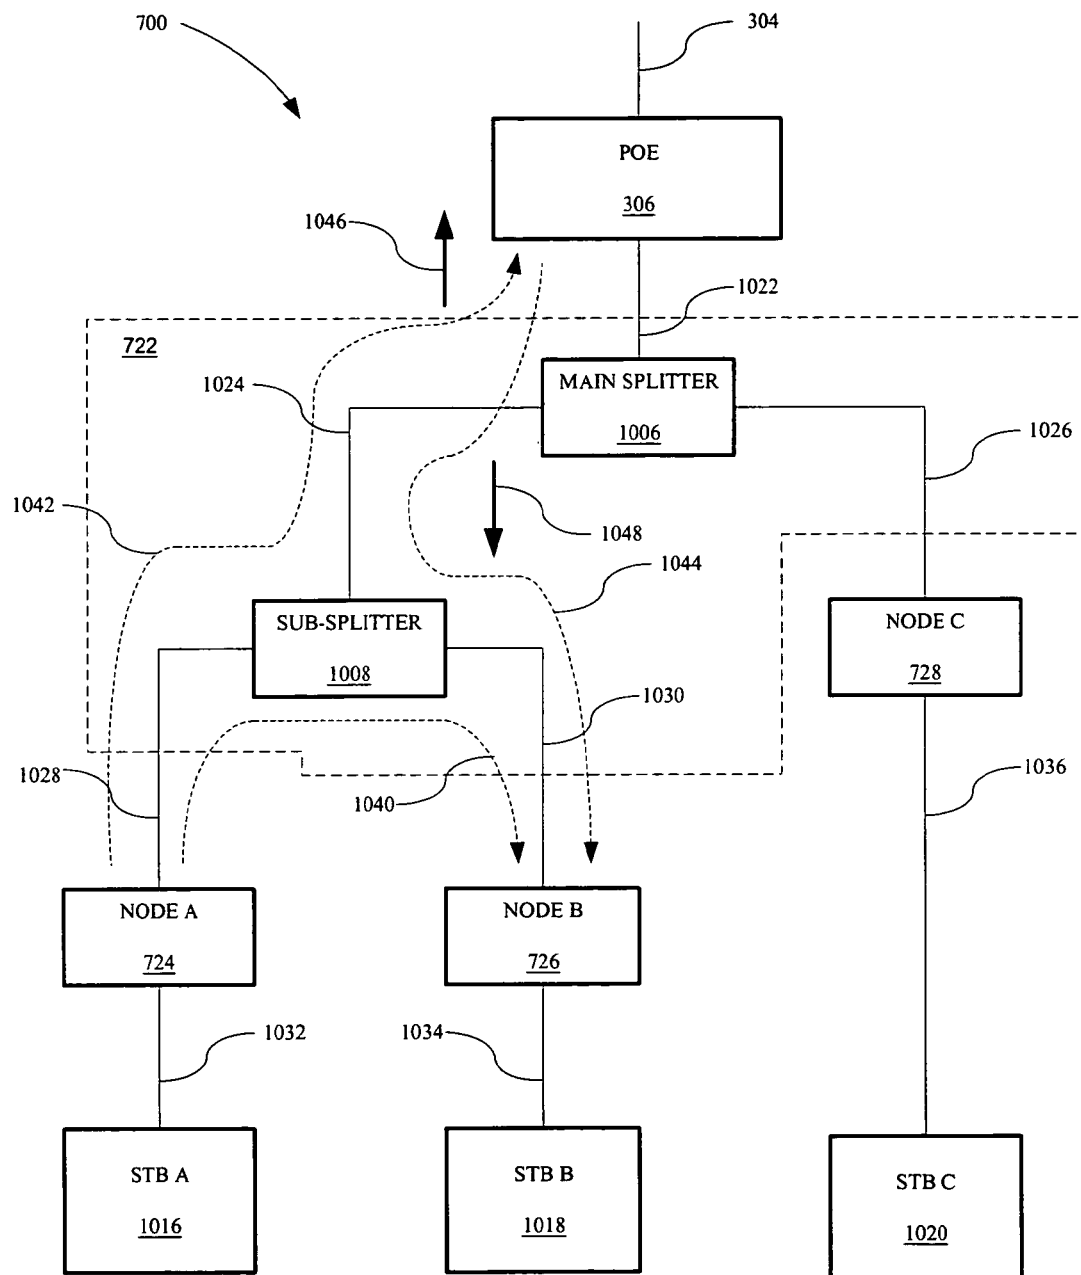 700
304
POE
306
1046
1022
722
1024
MAIN SPLITTER
1006
1026
1042
1048
1044
SUB-SPLITTER
1008
NODE C
728
1030
1028
1040
1036
NODE A
724
NODE B
726
1032
1034
STB A
1016
STB B
1018
STB C
1020